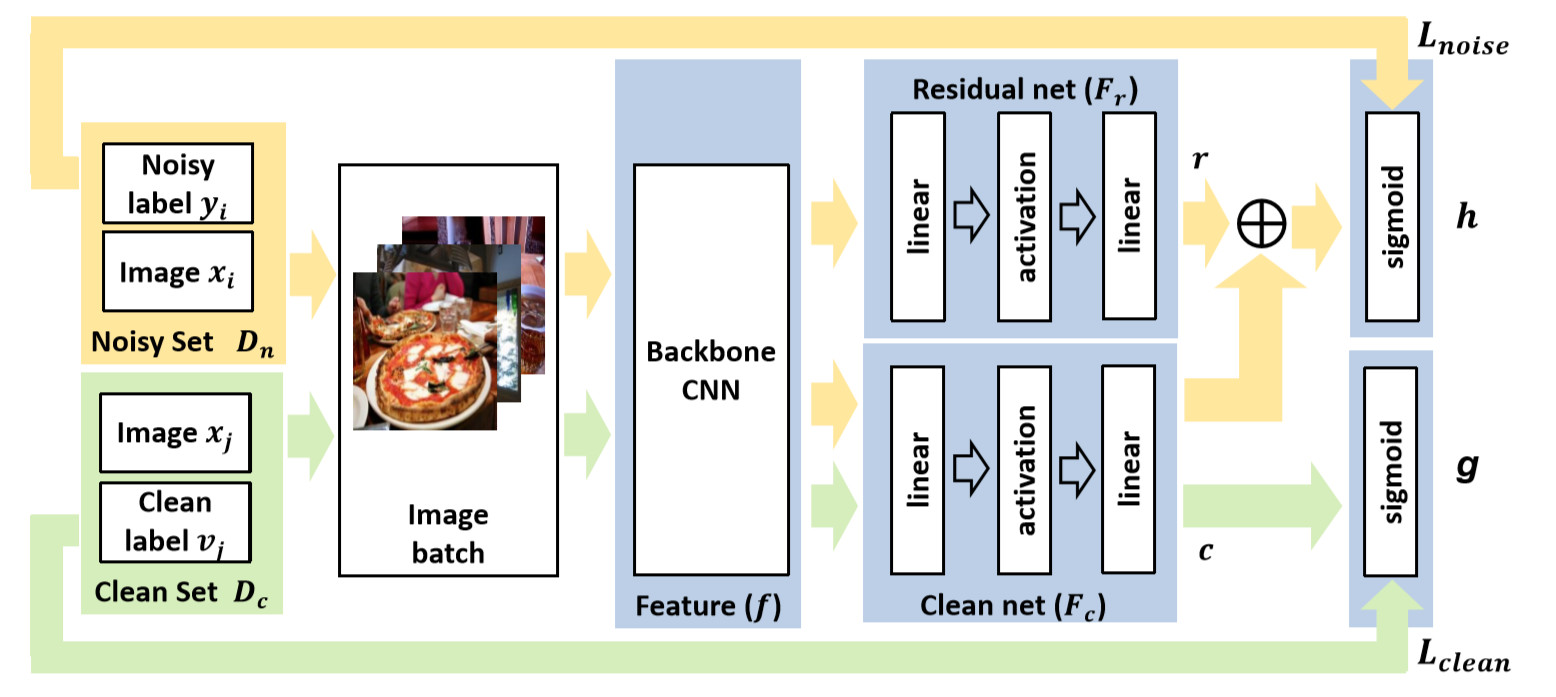 L_noise
Noisy
label y_i
Image x_i
Noisy Set D_n
Image x_j
Clean
label v_j
Clean Set D_c
Image
batch
Backbone
CNN
Feature (f)
Residual net (F_r)
linear
activation
linear
r
sigmoid
h
linear
activation
linear
Clean net (F_c)
c
sigmoid
g
L_clean